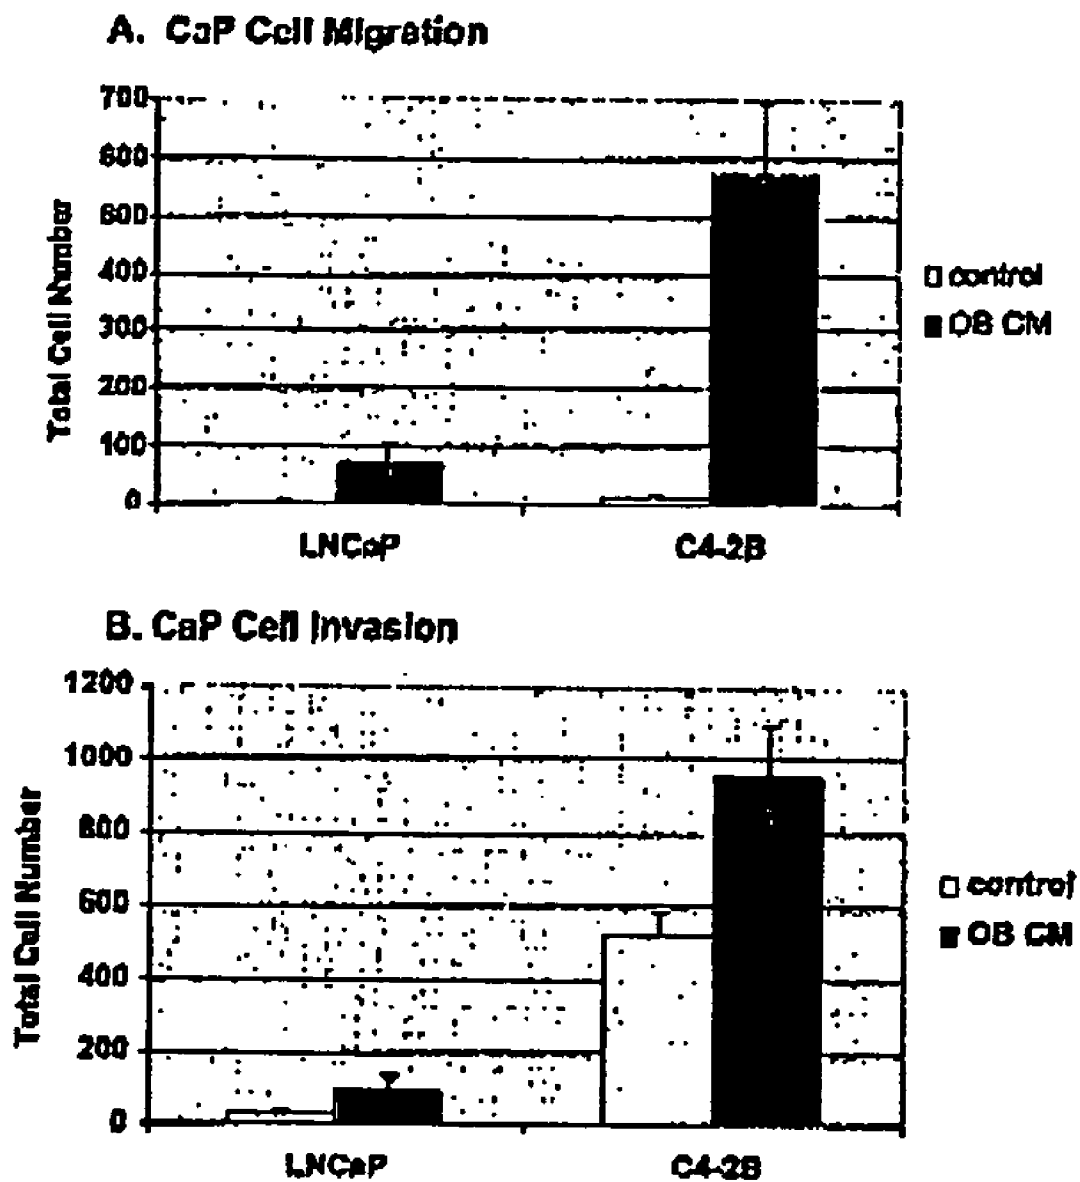 A. CaP Cell Migration
700
600
500
400
300
200
100
0
Total Cell Number
LNCaP
C4-2B
control
OB CM
B. CaP Cell Invasion
1200
1000
800
600
400
200
0
Total Cell Number
LNCaP
C4-2B
control
OB CM